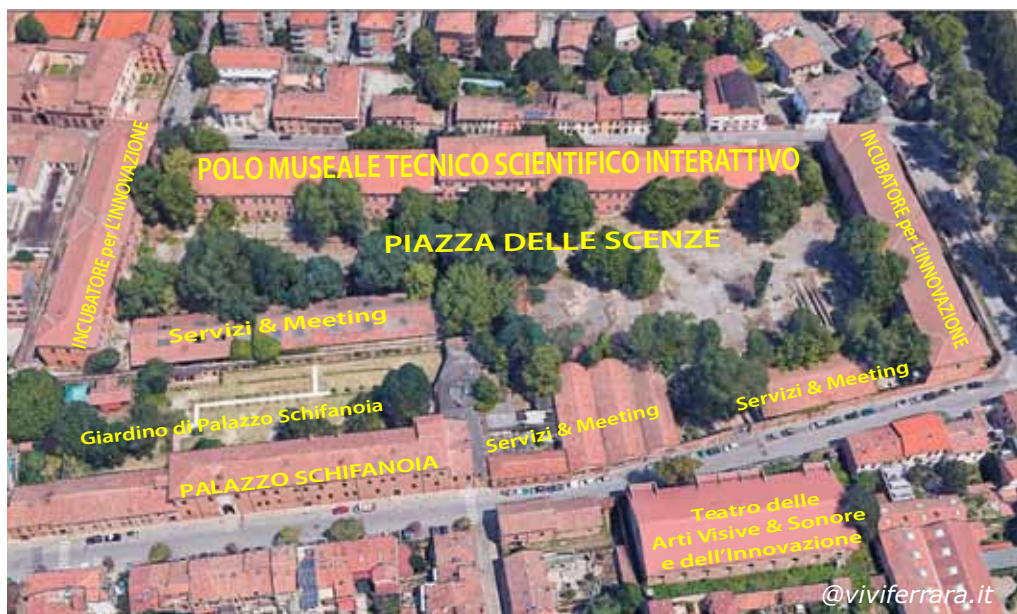 POLO MUSEALE TECNICO SCIENTIFICO INTERATTIVO
INCUBATORE per L'INNOVAZIONE
INCUBATORE per L'INNOVAZIONE
PIAZZA DELLE SCENZE
Servizi & Meeting
Giardino di Palazzo Schifanoia
Servizi & Meeting
Servizi & Meeting
PALAZZO SCHIFANOIA
Teatro delle
Arti Visive & Sonore
e dell'Innovazione
@viviferrara.it